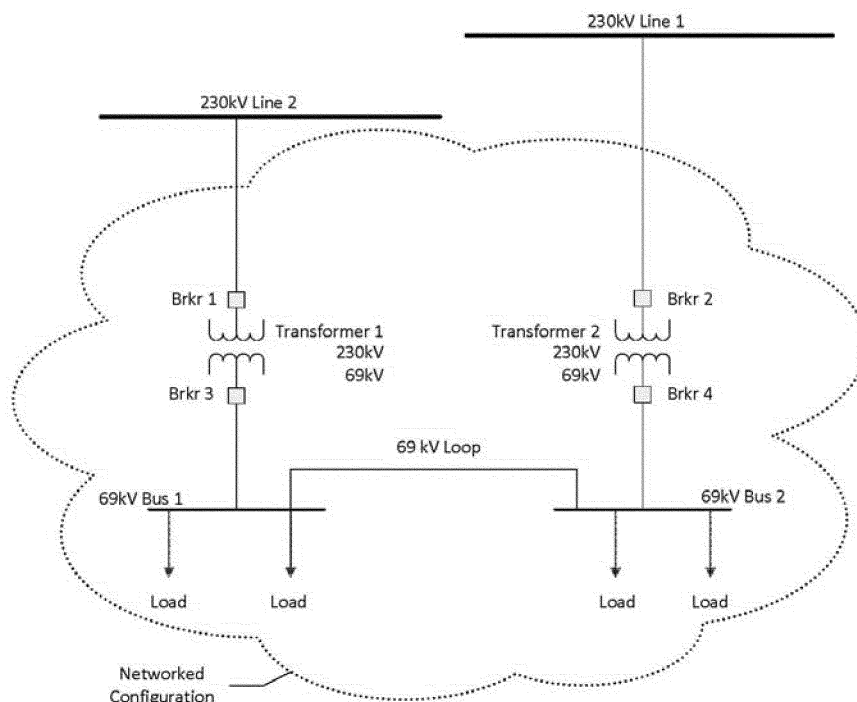 230kV Line 1
230kV Line 2
Brkr 1
Brkr 2
Transformer 1
230kV
69kV
Transformer 2
230kV
69kV
Brkr 3
Brkr 4
69 kV Loop
69kV Bus 1
69kV Bus 2
Load
Load
Load
Load
Networked
Configuration